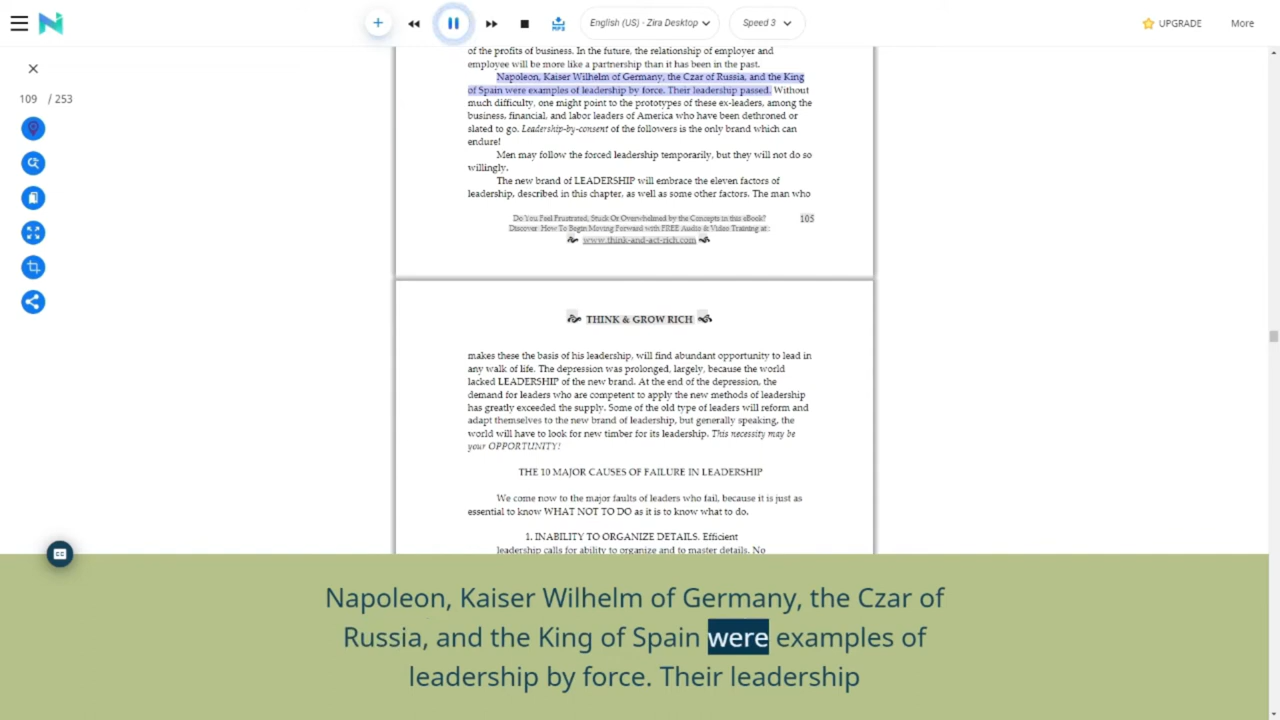 English (US) - Zira Desktop
Speed 3
UPGRADE
More
109 / 253
of the profits of business. In the future, the relationship of employer and
employee will be more like a partnership than it has been in the past.
Napoleon, Kaiser Wilhelm of Germany, the Czar of Russia, and the King
of Spain were examples of leadership by force. Their leadership passed. Without
much difficulty, one might point to the prototypes of these ex-leaders, among the
business, financial, and labor leaders of America who have been dethroned or
slated to go. Leadership-by-consent of the followers is the only brand which can
endure!
Men may follow the forced leadership temporarily, but they will not do so
willingly.
The new brand of LEADERSHIP will embrace the eleven factors of
leadership, described in this chapter, as well as some other factors. The man who
Do You Feel Frustrated, Stuck Or Overwhelmed by the Concepts in this eBook?
105
Discover How To Begin Moving Forward with FREE Audio & Video Training at :
www.think-and-act-rich.com
THINK & GROW RICH
makes these the basis of his leadership, will find abundant opportunity to lead in
any walk of life. The depression was prolonged, largely, because the world
lacked LEADERSHIP of the new brand. At the end of the depression, the
demand for leaders who are competent to apply the new methods of leadership
has greatly exceeded the supply. Some of the old type of leaders will reform and
adapt themselves to the new brand of leadership, but generally speaking, the
world will have to look for new timber for its leadership. This necessity may be
your OPPORTUNITY!
THE 10 MAJOR CAUSES OF FAILURE IN LEADERSHIP
We come now to the major faults of leaders who fail, because it is just as
essential to know WHAT NOT TO DO as it is to know what to do.
1. INABILITY TO ORGANIZE DETAILS. Efficient
leadership calls for ability to organize and to master details. No
Napoleon, Kaiser Wilhelm of Germany, the Czar of
Russia, and the King of Spain were examples of
leadership by force. Their leadership